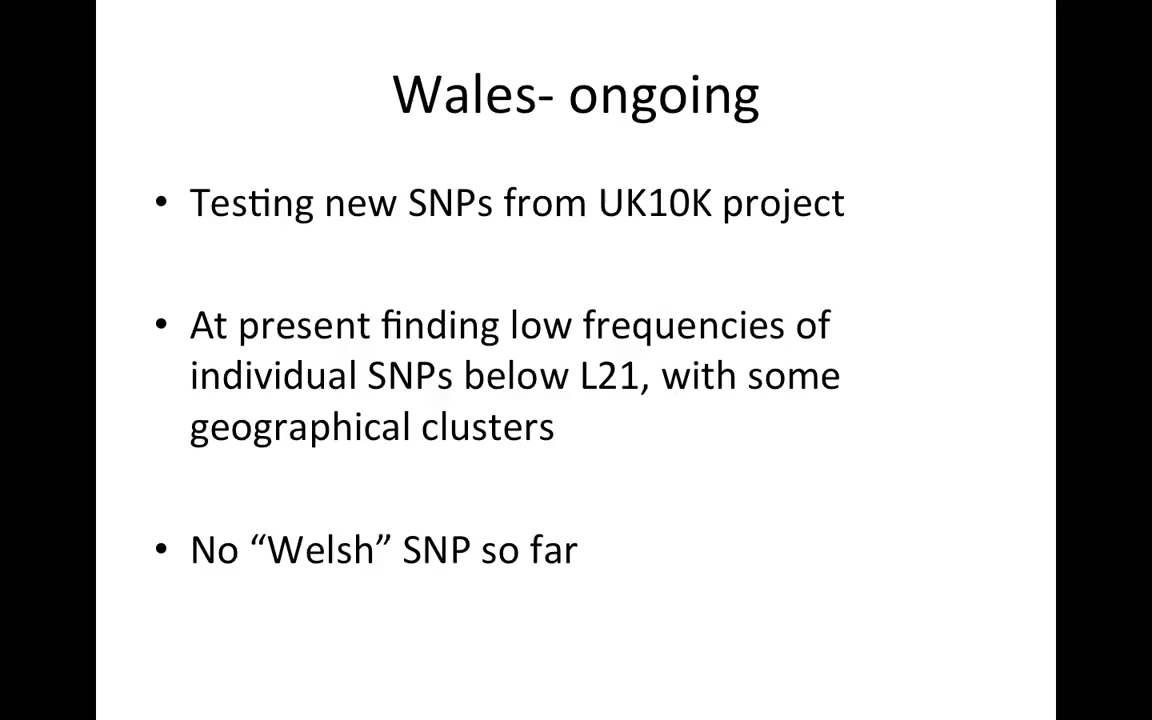 Wales- ongoing
• Testing new SNPs from UK10K project
• At present finding low frequencies of
individual SNPs below L21, with some
geographical clusters
• No “Welsh” SNP so far